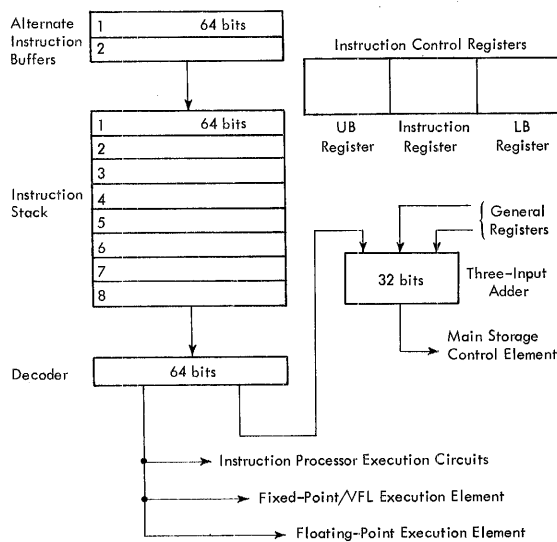 Alternate
Instruction
Buffers
1 64 bits
2
Instruction Control Registers
UB
Register
Instruction
Register
LB
Register
Instruction
Stack
1 64 bits
2
3
4
5
6
7
8
General
Registers
32 bits
Three-Input
Adder
Main Storage
Control Element
Decoder
64 bits
Instruction Processor Execution Circuits
Fixed-Point/VFL Execution Element
Floating-Point Execution Element